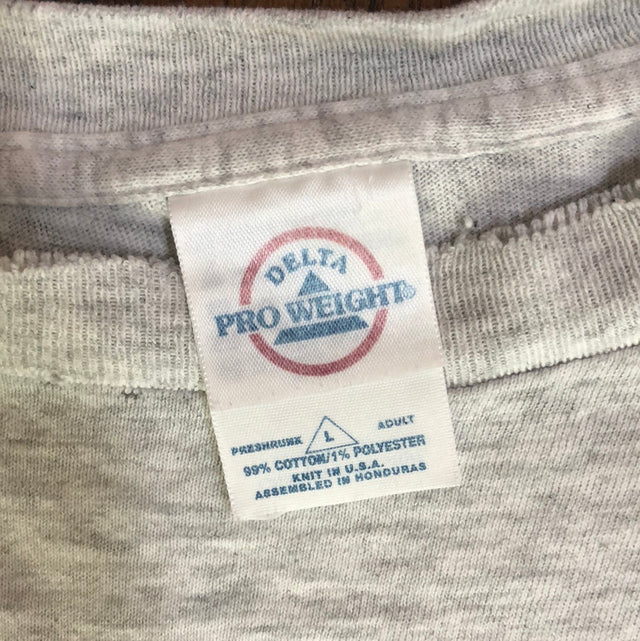 DELTA
PRO WEIGHT®
PRESHRUNK L ADULT
99% COTTON/1% POLYESTER
KNIT IN U.S.A.
ASSEMBLED IN HONDURAS